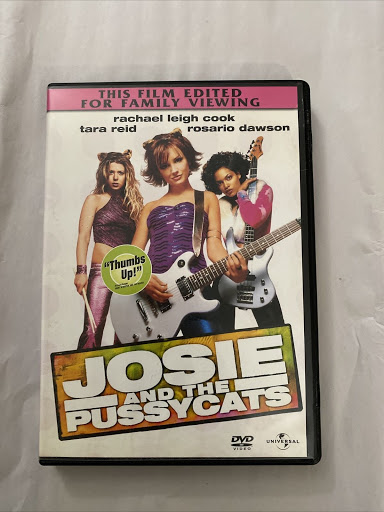 THIS FILM EDITED
FOR FAMILY VIEWING
rachael leigh cook
tara reid rosario dawson
"Thumbs
Up!"
JOSIE
AND THE
PUSSYCATS
DVD
VIDEO
UNIVERSAL